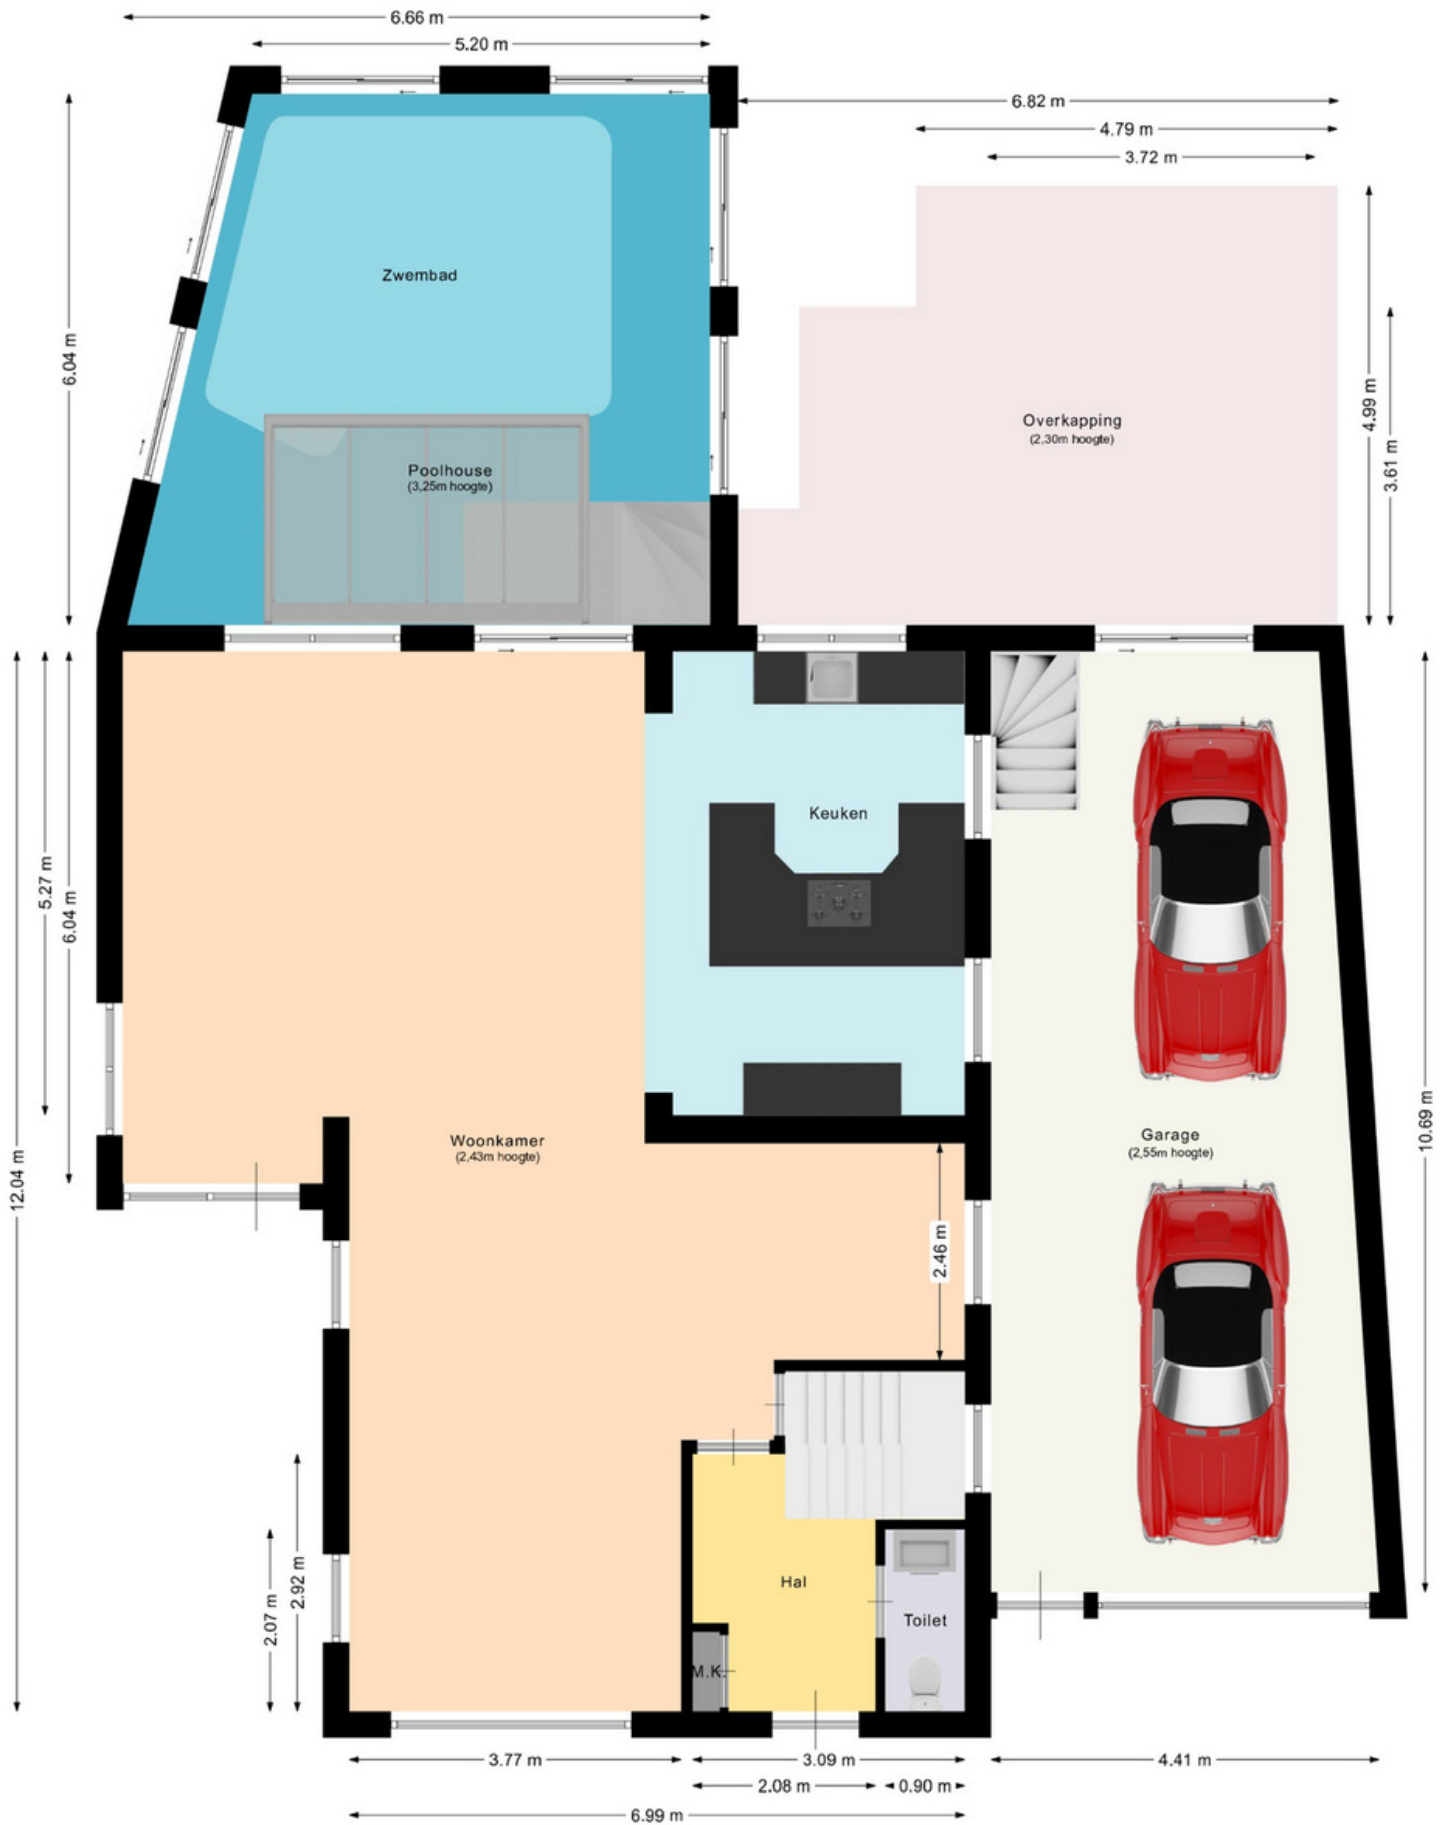 6.66 m
5.20 m
6.82 m
4.79 m
3.72 m
Zwembad
6.04 m
Overkapping
(2,30m hoogte)
4.99 m
3.61 m
Poolhouse
(3,25m hoogte)
Keuken
5.27 m
6.04 m
Woonkamer
(2,43m hoogte)
Garage
(2,55m hoogte)
10.69 m
12.04 m
2.46 m
2.92 m
2.07 m
Hal
Toilet
M.K.
3.77 m
3.09 m
4.41 m
2.08 m
0.90 m
6.99 m